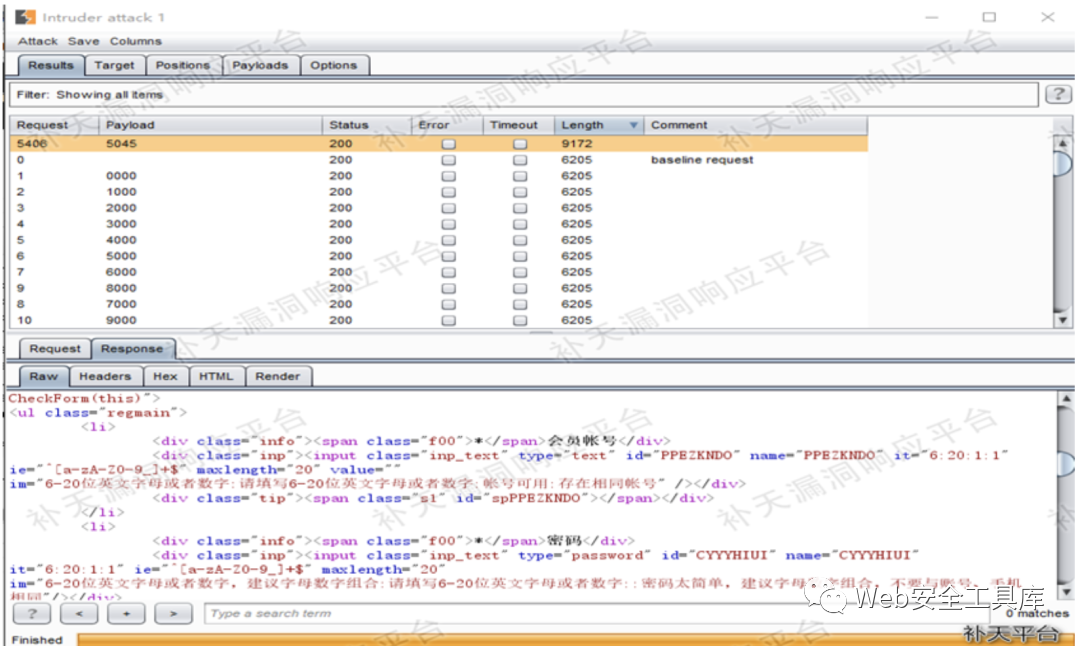 Intruder attack 1
Attack Save Columns
Results Target Positions Payloads Options
Filter: Showing all items
?
Request Payload Status Error Timeout Length Comment
5406 5045 200 9172
0 200 6205 baseline request
1 0000 200 6205
2 1000 200 6205
3 2000 200 6205
4 3000 200 6205
5 4000 200 6205
6 5000 200 6205
7 6000 200 6205
9 8000 200 6205
8 7000 200 6205
10 9000 200 6205
Request Response
Raw Headers Hex HTML Render
CheckForm(this)">
<ul class="regmain">
<li>
<div class="info"><span class="f00">*</span>会员帐号</div>
<div class="inp"><input class="inp_text" type="text" id="PPEZKNDO" name="PPEZKNDO" it="6:20:1:1"
ie="^[a-zA-Z0-9_]+$" maxlength="20" value=""
im="6-20位英文字母或者数字:请填写6-20位英文字母或者数字:帐号可用:存在相同帐号" /></div>
<div class="tip"><span class="s1" id="spPPEZKNDO"></span></div>
</li>
<li>
<div class="info"><span class="f00">*</span>密码</div>
<div class="inp"><input class="inp_text" type="password" id="CYYYHIUI" name="CYYYHIUI"
it="6:20:1:1" ie="^[a-zA-Z0-9_]+$" maxlength="20"
im="6-20位英文字母或者数字，建议字母数字组合:请填写6-20位英文字母或者数字::密码太简单，建议字母数字组合，不要与账号、手机
相同"/></div>
? < + > Type a search term 0 matches
Finished
Web安全工具库
补天平台
补天漏洞响应平台